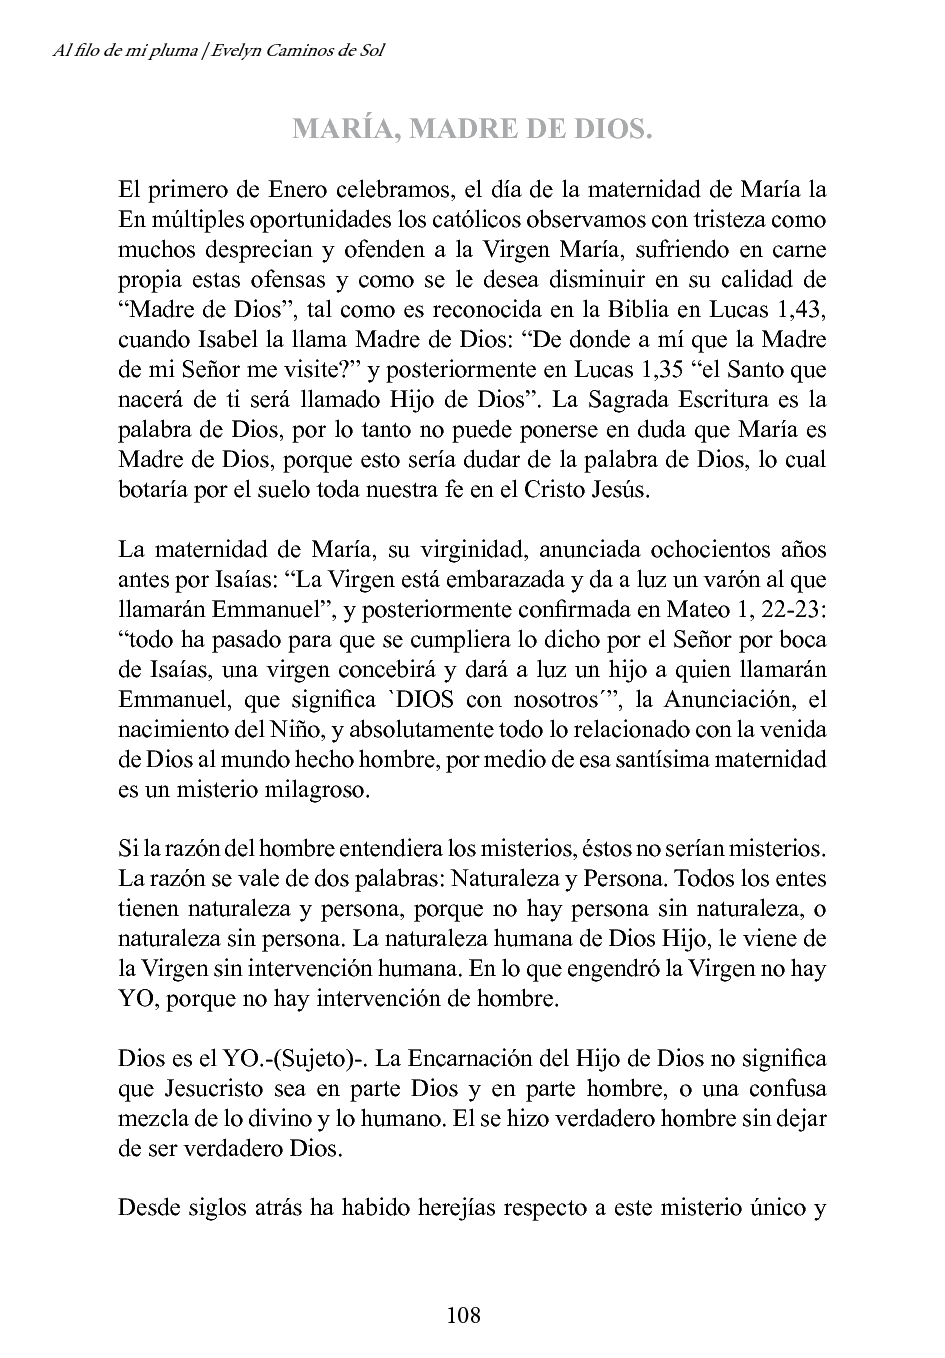 Al filo de mi pluma / Evelyn Caminos de Sol
MARÍA, MADRE DE DIOS.
El primero de Enero celebramos, el día de la maternidad de María la
En múltiples oportunidades los católicos observamos con tristeza como
muchos desprecian y ofenden a la Virgen María, sufriendo en carne
propia estas ofensas y como se le desea disminuir en su calidad de
“Madre de Dios”, tal como es reconocida en la Biblia en Lucas 1,43,
cuando Isabel la llama Madre de Dios: “De donde a mí que la Madre
de mi Señor me visite?” y posteriormente en Lucas 1,35 “el Santo que
nacerá de ti será llamado Hijo de Dios”. La Sagrada Escritura es la
palabra de Dios, por lo tanto no puede ponerse en duda que María es
Madre de Dios, porque esto sería dudar de la palabra de Dios, lo cual
botaría por el suelo toda nuestra fe en el Cristo Jesús.
La maternidad de María, su virginidad, anunciada ochocientos años
antes por Isaías: “La Virgen está embarazada y da a luz un varón al que
llamarán Emmanuel”, y posteriormente confirmada en Mateo 1, 22-23:
“todo ha pasado para que se cumpliera lo dicho por el Señor por boca
de Isaías, una virgen concebirá y dará a luz un hijo a quien llamarán
Emmanuel, que significa `DIOS con nosotros´”, la Anunciación, el
nacimiento del Niño, y absolutamente todo lo relacionado con la venida
de Dios al mundo hecho hombre, por medio de esa santísima maternidad
es un misterio milagroso.
Si la razón del hombre entendiera los misterios, éstos no serían misterios.
La razón se vale de dos palabras: Naturaleza y Persona. Todos los entes
tienen naturaleza y persona, porque no hay persona sin naturaleza, o
naturaleza sin persona. La naturaleza humana de Dios Hijo, le viene de
la Virgen sin intervención humana. En lo que engendró la Virgen no hay
YO, porque no hay intervención de hombre.
Dios es el YO.-(Sujeto)-. La Encarnación del Hijo de Dios no significa
que Jesucristo sea en parte Dios y en parte hombre, o una confusa
mezcla de lo divino y lo humano. El se hizo verdadero hombre sin dejar
de ser verdadero Dios.
Desde siglos atrás ha habido herejías respecto a este misterio único y
108